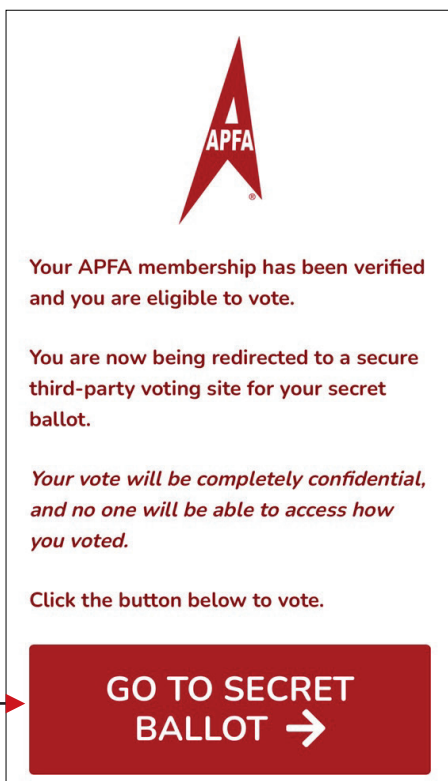 APFA
®
Your APFA membership has been verified
and you are eligible to vote.
You are now being redirected to a secure
third-party voting site for your secret
ballot.
Your vote will be completely confidential,
and no one will be able to access how
you voted.
Click the button below to vote.
GO TO SECRET
BALLOT →